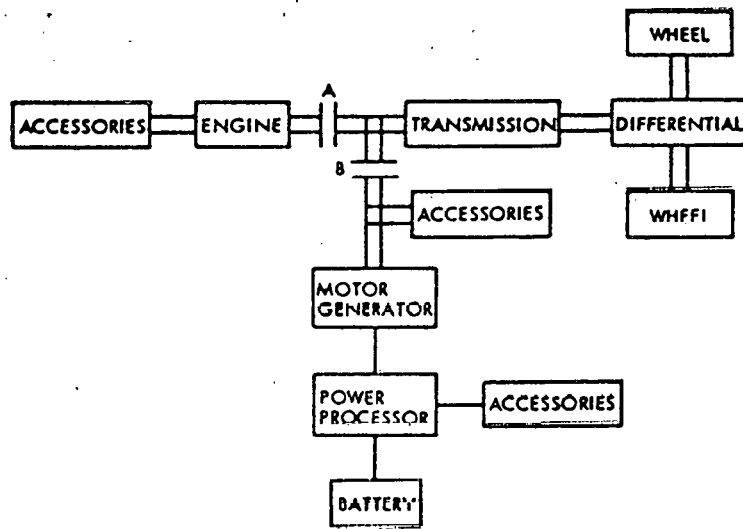 WHEEL
A
ACCESSORIES
ENGINE
TRANSMISSION
DIFFERENTIAL
B
ACCESSORIES
WHFFI
MOTOR
GENERATOR
POWER
PROCESSOR
ACCESSORIES
BATTERY